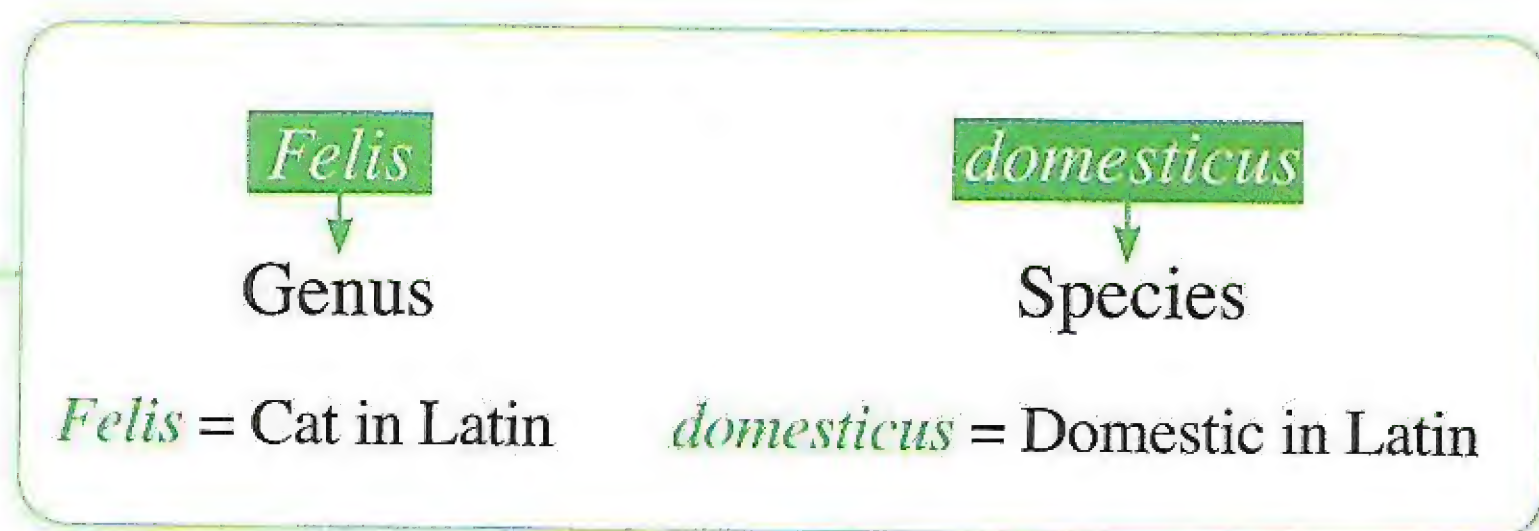 Felis domesticus
Genus Species
Felis = Cat in Latin domesticus = Domestic in Latin